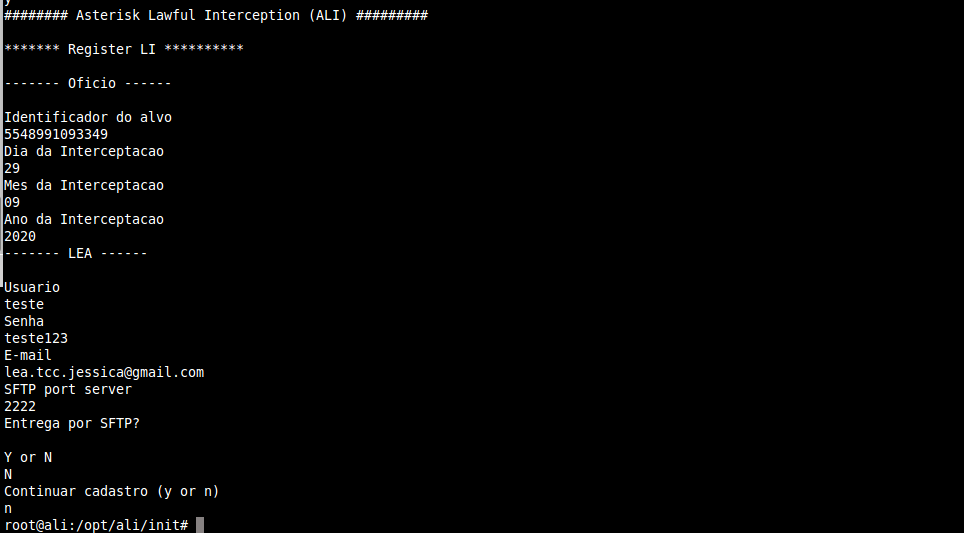 y
######## Asterisk Lawful Interception (ALI) #########
******* Register LI **********
------- Oficio ------
Identificador do alvo
5548991093349
Dia da Interceptacao
29
Mes da Interceptacao
09
Ano da Interceptacao
2020
------- LEA ------
Usuario
teste
Senha
teste123
E-mail
lea.tcc.jessica@gmail.com
SFTP port server
2222
Entrega por SFTP?
Y or N
N
Continuar cadastro (y or n)
n
root@ali:/opt/ali/init#